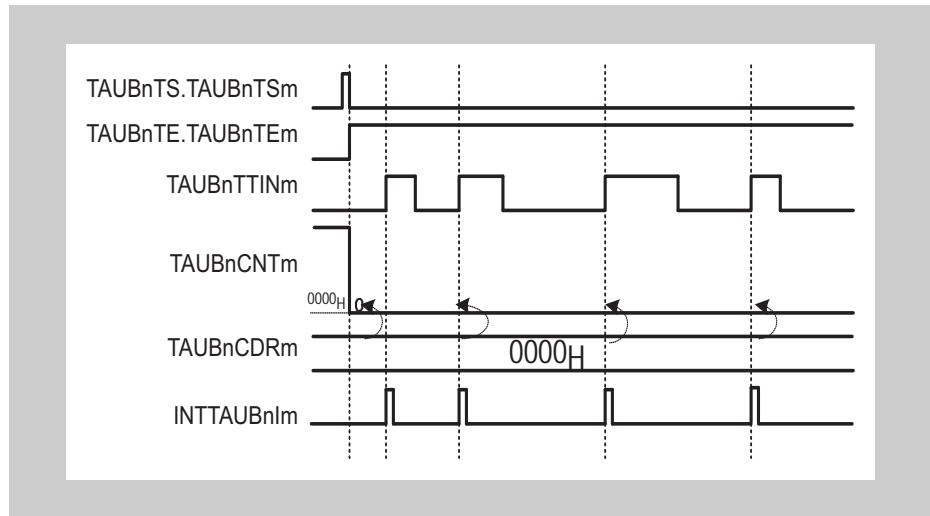 TAUBnTS.TAUBnTSm
TAUBnTE.TAUBnTEm
TAUBnTTINm
TAUBnCNTm
0000H 0
TAUBnCDRm 0000H
INTTAUBnIm